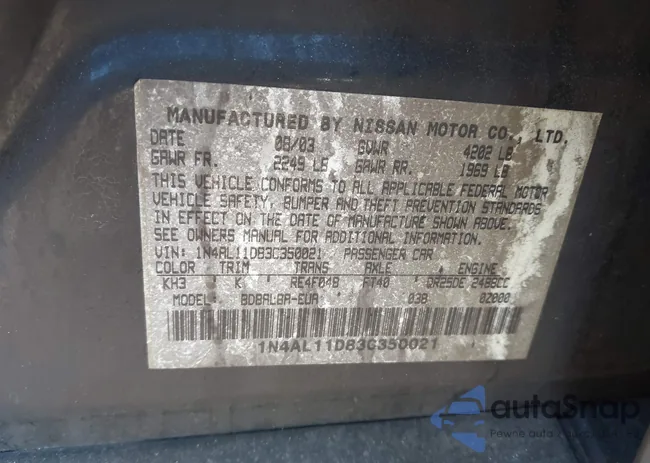 MANUFACTURED BY NISSAN MOTOR CO., LTD.
DATE 08/03 GVWR 4202 LB
GAWR FR. 2249 LB GAWR RR. 1969 LB
THIS VEHICLE CONFORMS TO ALL APPLICABLE FEDERAL MOTOR
VEHICLE SAFETY, BUMPER AND THEFT PREVENTION STANDARDS
IN EFFECT ON THE DATE OF MANUFACTURE SHOWN ABOVE.
SEE OWNERS MANUAL FOR ADDITIONAL INFORMATION.
VIN: 1N4AL11D83C350021 PASSENGER CAR
COLOR TRIM TRANS AXLE ENGINE
KH3 K RE4F04B FT40 QR25DE 2488CC
MODEL: BDBALBA-EUA 038 0Z000
1N4AL11D83C350021
autoSnap